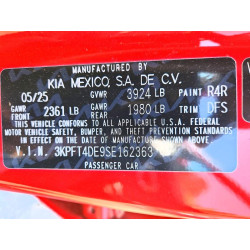 MANUFACTURED BY
KIA MEXICO, S.A. DE C.V.
05/25 GVWR 3924 LB PAINT R4R
GAWR FRONT 2361 LB GAWR REAR 1980 LB TRIM DFS
THIS VEHICLE CONFORMS TO ALL APPLICABLE U.S.A. FEDERAL
MOTOR VEHICLE SAFETY, BUMPER, AND THEFT PREVENTION STANDARDS
IN EFFECT ON THE DATE OF MANUFACTURE SHOWN ABOVE.
V.I.N. 3KPFT4DE9SE162363
PASSENGER CAR